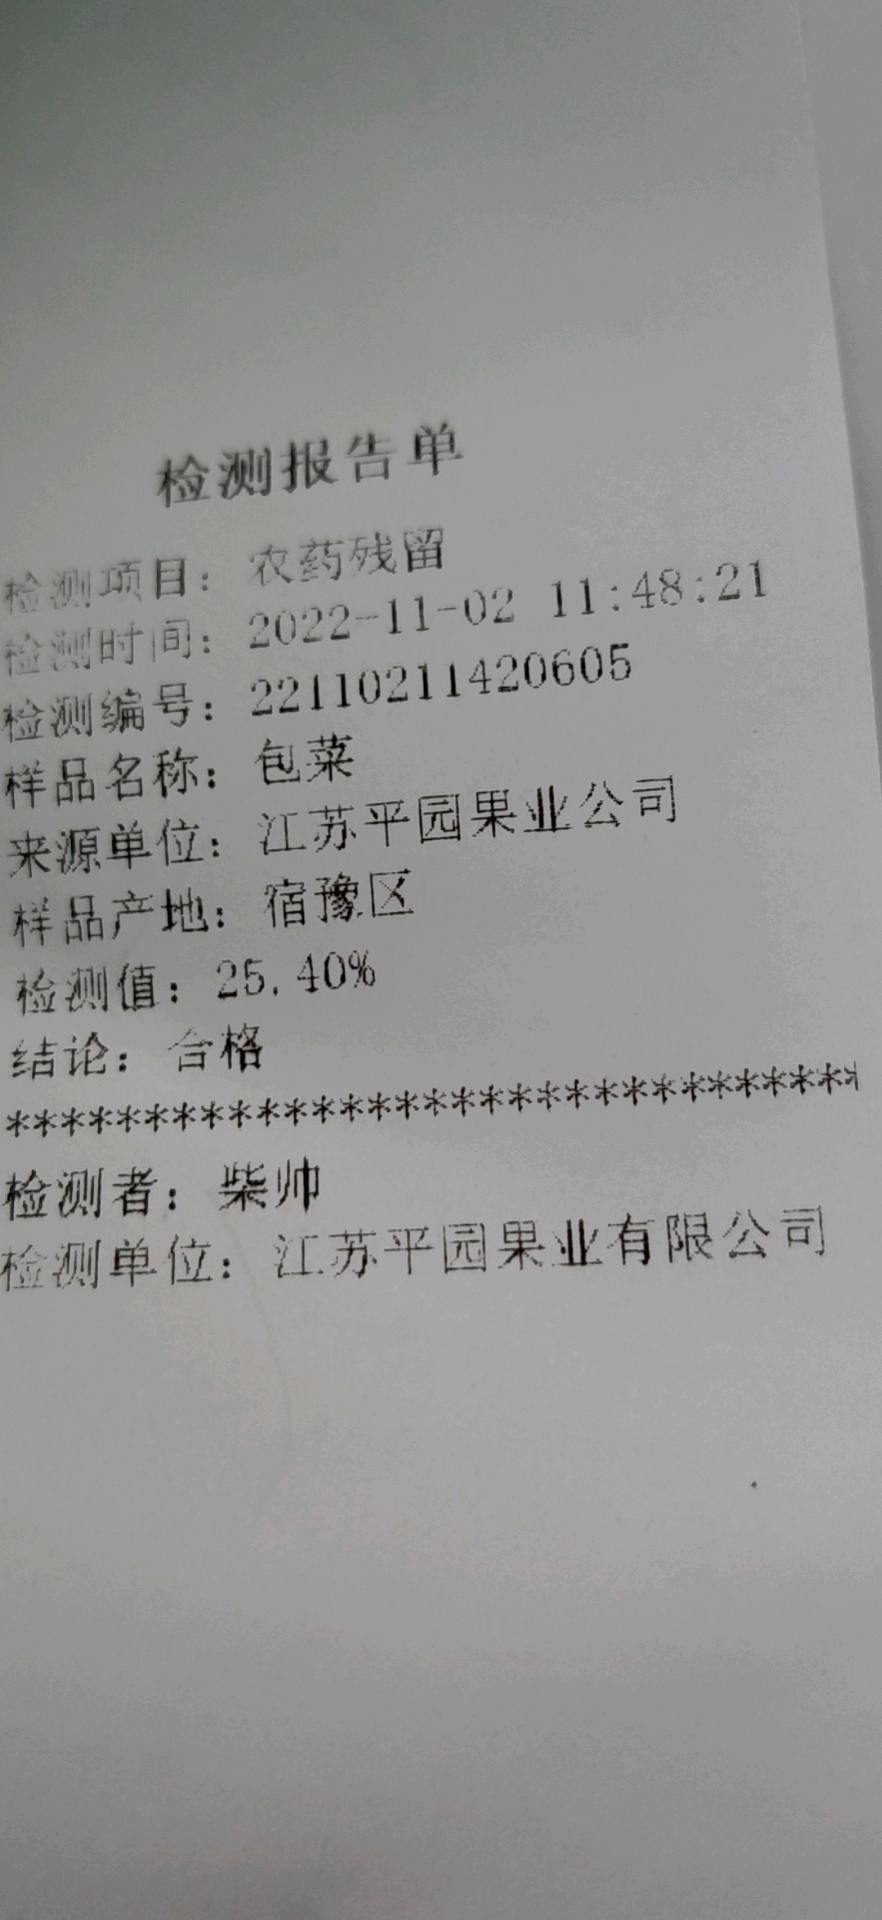 检测报告单
检测项目：农药残留
检测时间：2022-11-02 11:48:21
检测编号：22110211420605
样品名称：包菜
来源单位：江苏平园果业公司
样品产地：宿豫区
检测值：25.40%
结论：合格
*******************************
检测者：柴帅
检测单位：江苏平园果业有限公司